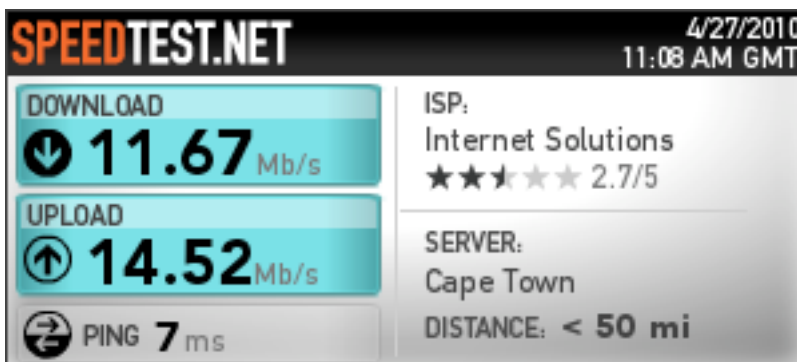 SPEEDTEST.NET
4/27/2010
11:08 AM GMT
DOWNLOAD
11.67 Mb/s
UPLOAD
14.52 Mb/s
PING 7 ms
ISP:
Internet Solutions
2.7/5
SERVER:
Cape Town
DISTANCE: < 50 mi